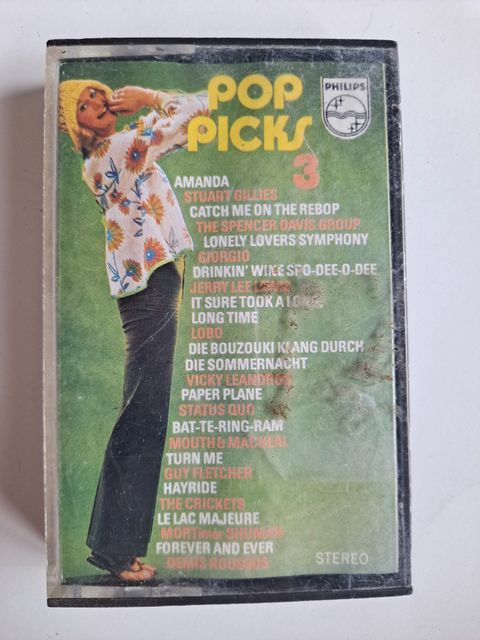 POP
PICKS
3
PHILIPS
AMANDA
STUART GILLIES
CATCH ME ON THE REBOP
THE SPENCER DAVIS GROUP
LONELY LOVERS SYMPHONY
GIORGIO
DRINKIN' WINE SPO-DEE-O-DEE
JERRY LEE LEWIS
IT SURE TOOK A LONG,
LONG TIME
LOBO
DIE BOUZOUKI KLANG DURCH
DIE SOMMERNACHT
VICKY LEANDROS
PAPER PLANE
STATUS QUO
BAT-TE-RING-RAM
MOUTH & MACNEAL
TURN ME
GUY FLETCHER
HAYRIDE
THE CRICKETS
LE LAC MAJEURE
MORTimer SHUMAN
FOREVER AND EVER
DEMIS ROUSSOS
STEREO